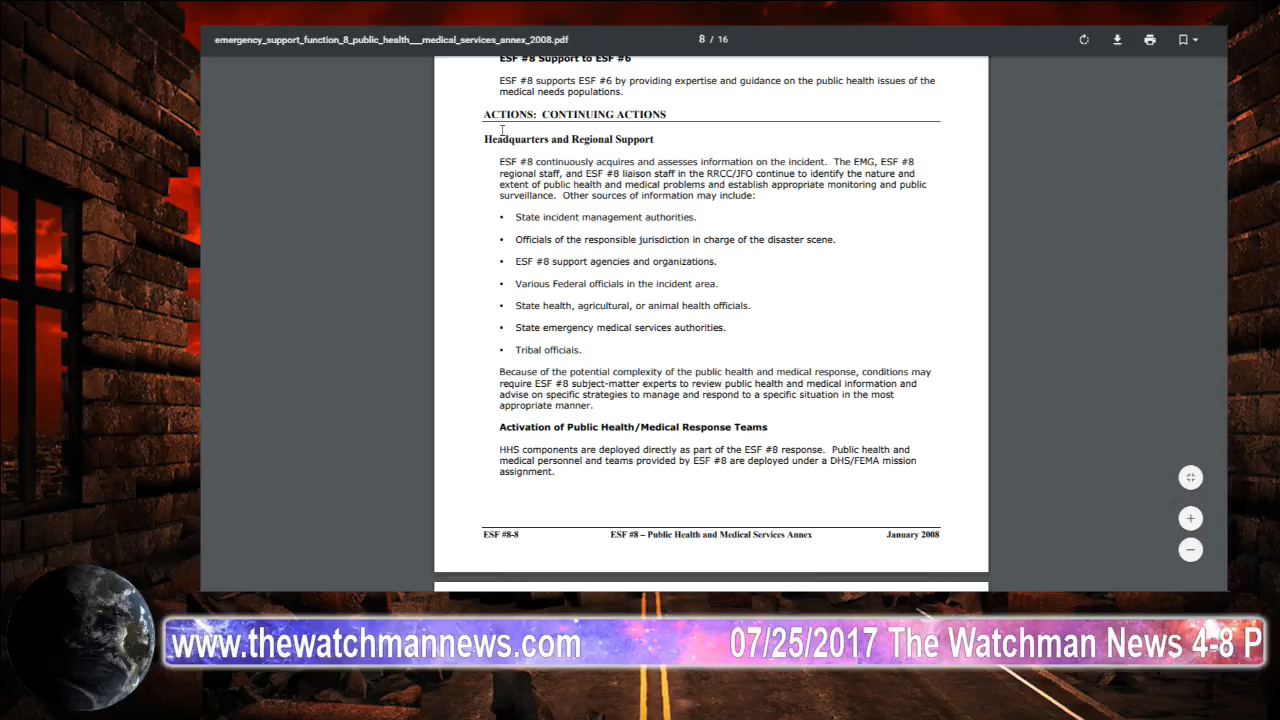 emergency_support_function_8_public_health__medical_services_annex_2008.pdf
8 / 16
ESF #8 Support to ESF #6
ESF #8 supports ESF #6 by providing expertise and guidance on the public health issues of the
medical needs populations.
ACTIONS: CONTINUING ACTIONS
Headquarters and Regional Support
ESF #8 continuously acquires and assesses information on the incident. The EMG, ESF #8
regional staff, and ESF #8 liaison staff in the RRCC/JFO continue to identify the nature and
extent of public health and medical problems and establish appropriate monitoring and public
surveillance. Other sources of information may include:
• State incident management authorities.
• Officials of the responsible jurisdiction in charge of the disaster scene.
• ESF #8 support agencies and organizations.
• Various Federal officials in the incident area.
• State health, agricultural, or animal health officials.
• State emergency medical services authorities.
• Tribal officials.
Because of the potential complexity of the public health and medical response, conditions may
require ESF #8 subject-matter experts to review public health and medical information and
advise on specific strategies to manage and respond to a specific situation in the most
appropriate manner.
Activation of Public Health/Medical Response Teams
HHS components are deployed directly as part of the ESF #8 response. Public health and
medical personnel and teams provided by ESF #8 are deployed under a DHS/FEMA mission
assignment.
ESF #8-8 ESF #8 – Public Health and Medical Services Annex January 2008
www.thewatchmannews.com 07/25/2017 The Watchman News 4-8 P